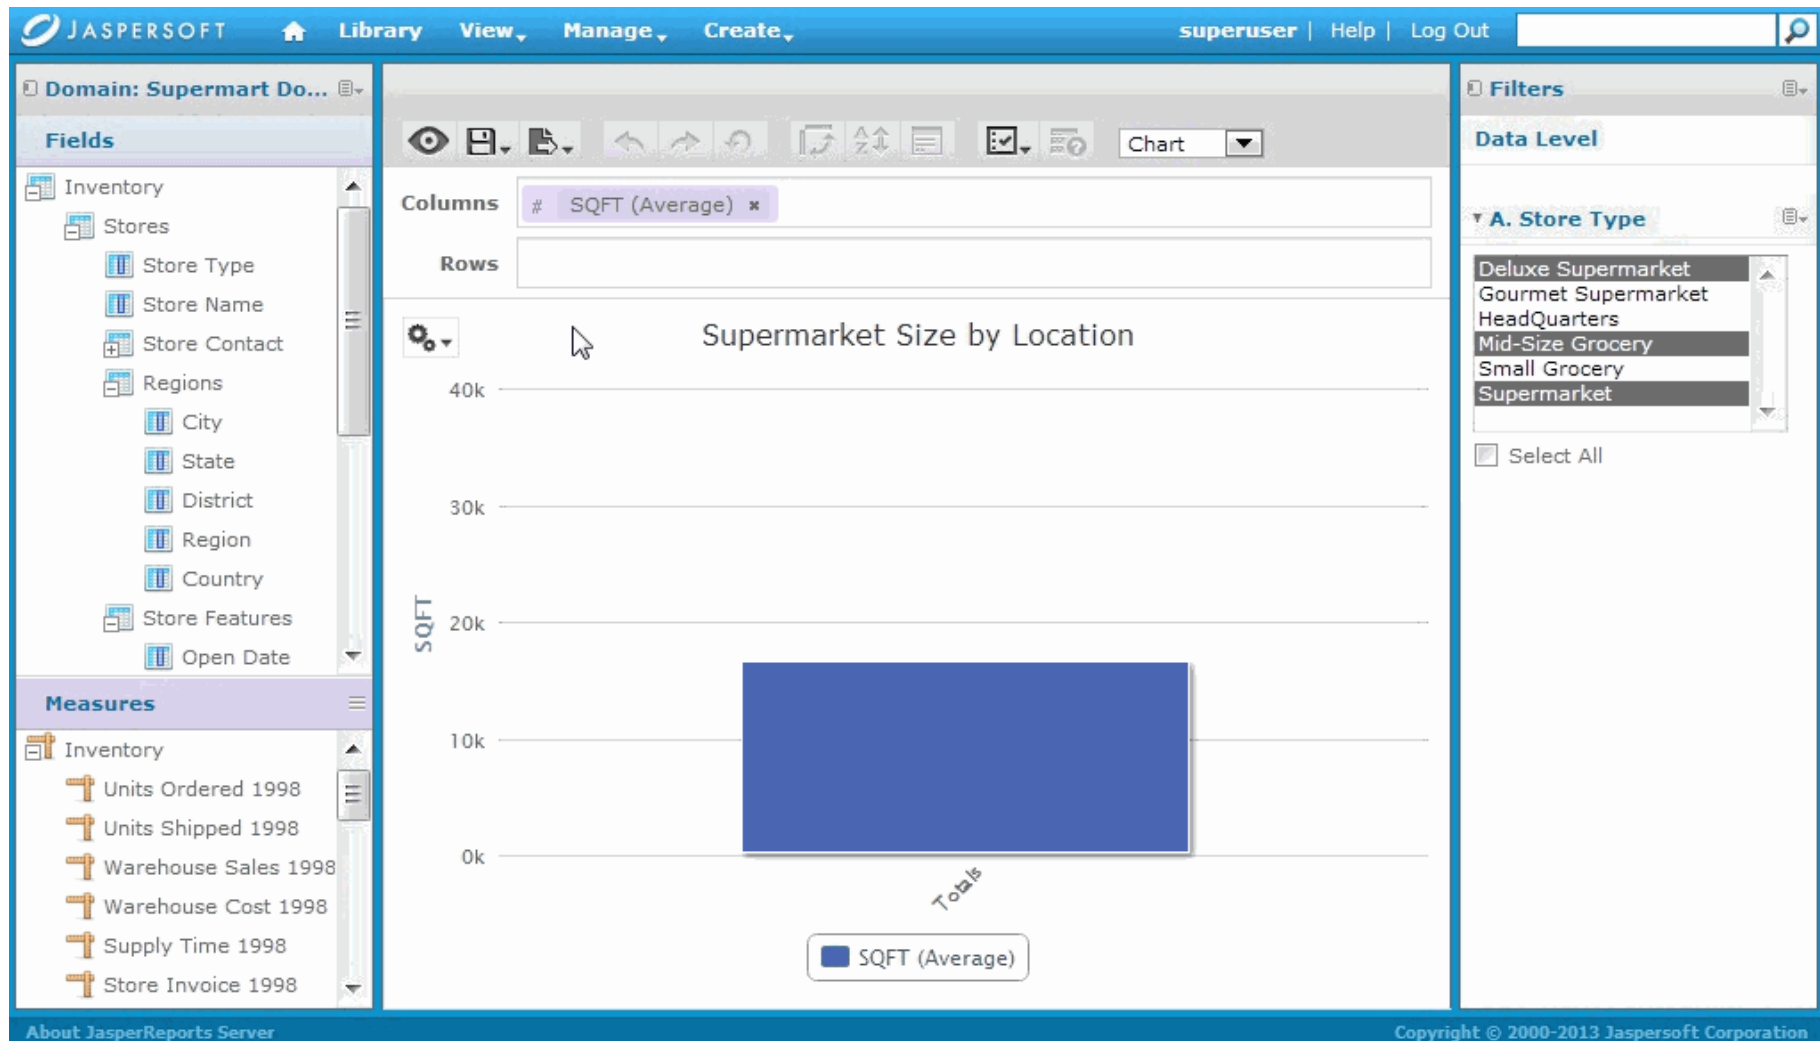 JASPERSOFT Library View Manage Create superuser | Help | Log Out
Domain: Supermart Do...
Fields
Inventory
Stores
Store Type
Store Name
Store Contact
Regions
City
State
District
Region
Country
Store Features
Open Date
Measures
Inventory
Units Ordered 1998
Units Shipped 1998
Warehouse Sales 1998
Warehouse Cost 1998
Supply Time 1998
Store Invoice 1998
Chart
Columns # SQFT (Average) ×
Rows
Supermarket Size by Location
40k
30k
20k
10k
0k
SQFT
Totals
SQFT (Average)
Filters
Data Level
A. Store Type
Deluxe Supermarket
Gourmet Supermarket
HeadQuarters
Mid-Size Grocery
Small Grocery
Supermarket
Select All
About JasperReports Server
Copyright © 2000-2013 Jaspersoft Corporation